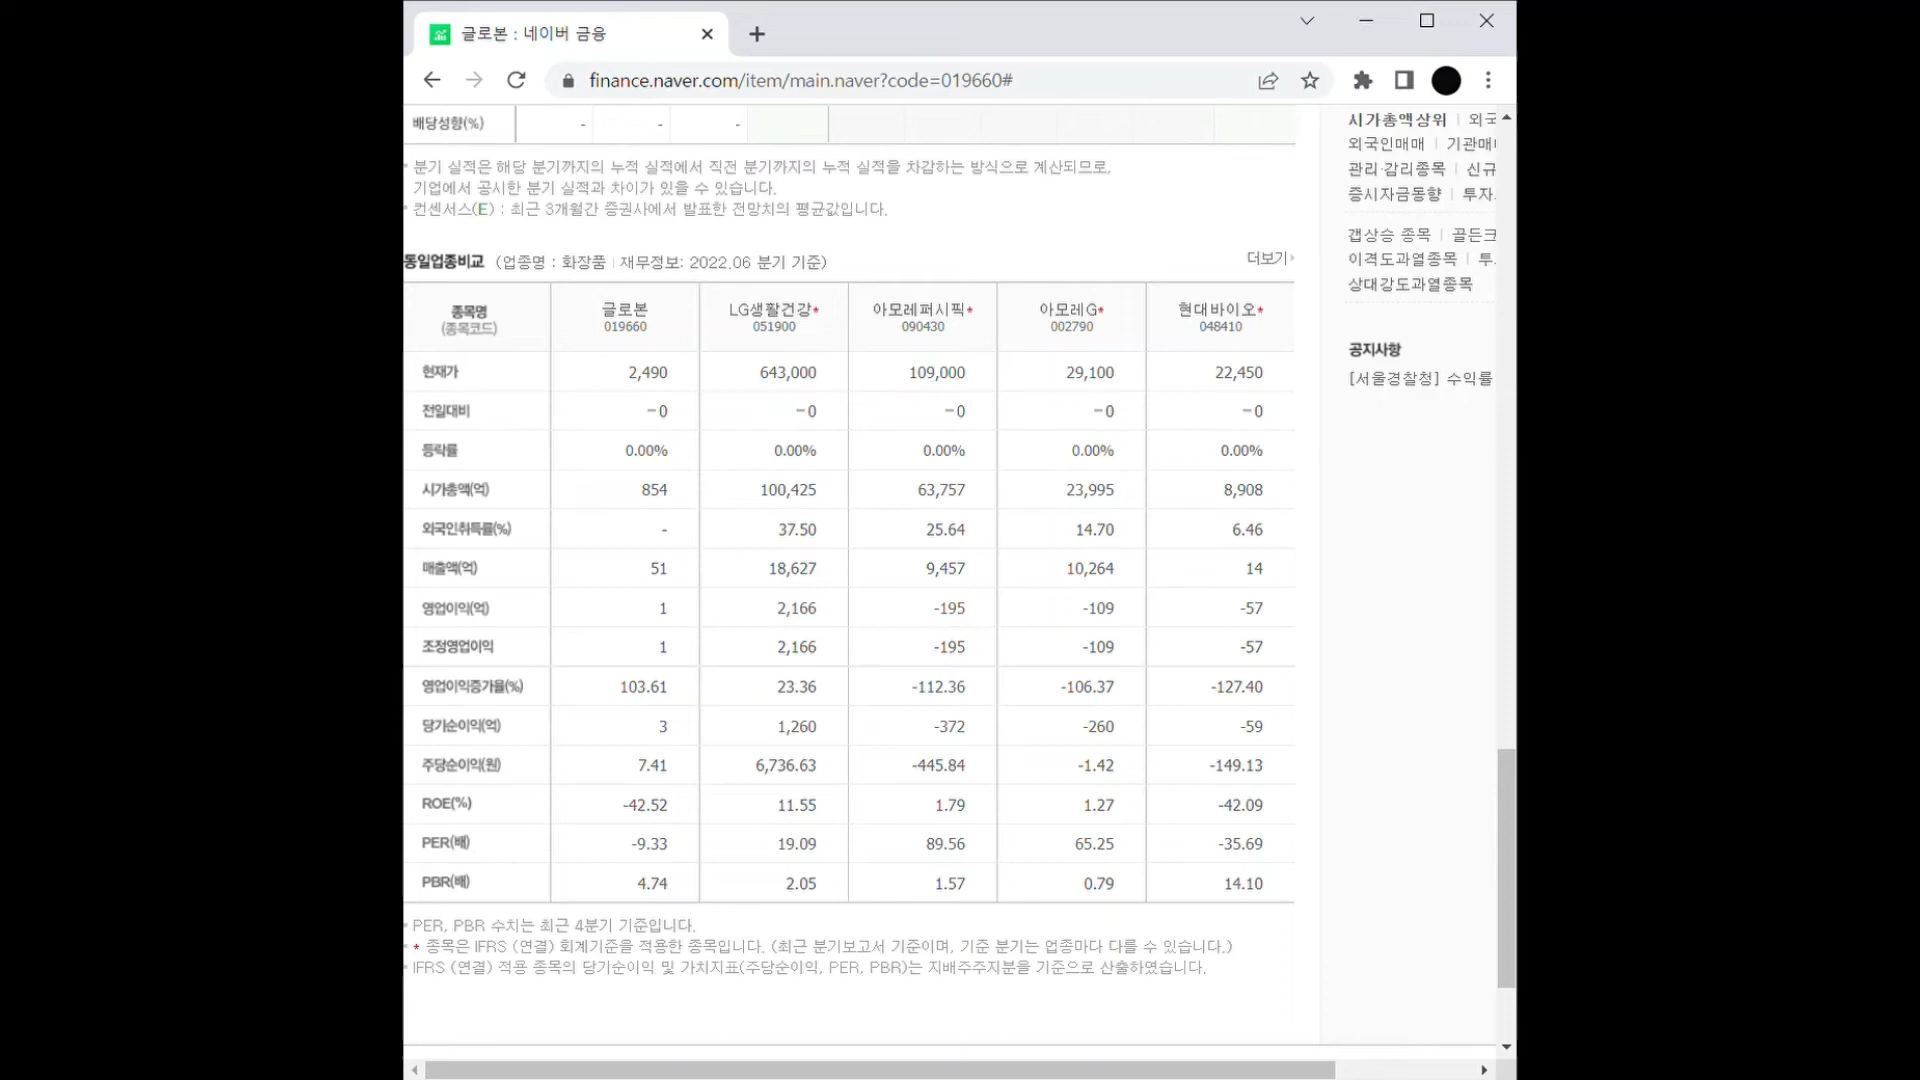 글로본 : 네이버 금융
finance.naver.com/item/main.naver?code=019660#
배당성향(%) - - -
분기 실적은 해당 분기까지의 누적 실적에서 직전 분기까지의 누적 실적을 차감하는 방식으로 계산되므로,
기업에서 공시한 분기 실적과 차이가 있을 수 있습니다.
컨센서스(E) : 최근 3개월간 증권사에서 발표한 전망치의 평균값입니다.
동일업종비교 (업종명 : 화장품 | 재무정보: 2022.06 분기 기준) 더보기
종목명 글로본 LG생활건강* 아모레퍼시픽* 아모레G* 현대바이오*
(종목코드) 019660 051900 090430 002790 048410
현재가 2,490 643,000 109,000 29,100 22,450
전일대비 －0 －0 －0 －0 －0
등락률 0.00% 0.00% 0.00% 0.00% 0.00%
시가총액(억) 854 100,425 63,757 23,995 8,908
외국인취득률(%) - 37.50 25.64 14.70 6.46
매출액(억) 51 18,627 9,457 10,264 14
영업이익(억) 1 2,166 -195 -109 -57
조정영업이익 1 2,166 -195 -109 -57
영업이익증가율(%) 103.61 23.36 -112.36 -106.37 -127.40
당기순이익(억) 3 1,260 -372 -260 -59
주당순이익(원) 7.41 6,736.63 -445.84 -1.42 -149.13
ROE(%) -42.52 11.55 1.79 1.27 -42.09
PER(배) -9.33 19.09 89.56 65.25 -35.69
PBR(배) 4.74 2.05 1.57 0.79 14.10
PER, PBR 수치는 최근 4분기 기준입니다.
* 종목은 IFRS (연결) 회계기준을 적용한 종목입니다. (최근 분기보고서 기준이며, 기준 분기는 업종마다 다를 수 있습니다.)
IFRS (연결) 적용 종목의 당기순이익 및 가치지표(주당순이익, PER, PBR)는 지배주주지분을 기준으로 산출하였습니다.
시가총액상위 | 외국
외국인매매 | 기관매
관리·감리종목 | 신규
증시자금동향 | 투자
갭상승 종목 | 골든크
이격도과열종목 | 투
상대강도과열종목
공지사항
[서울경찰청] 수익률